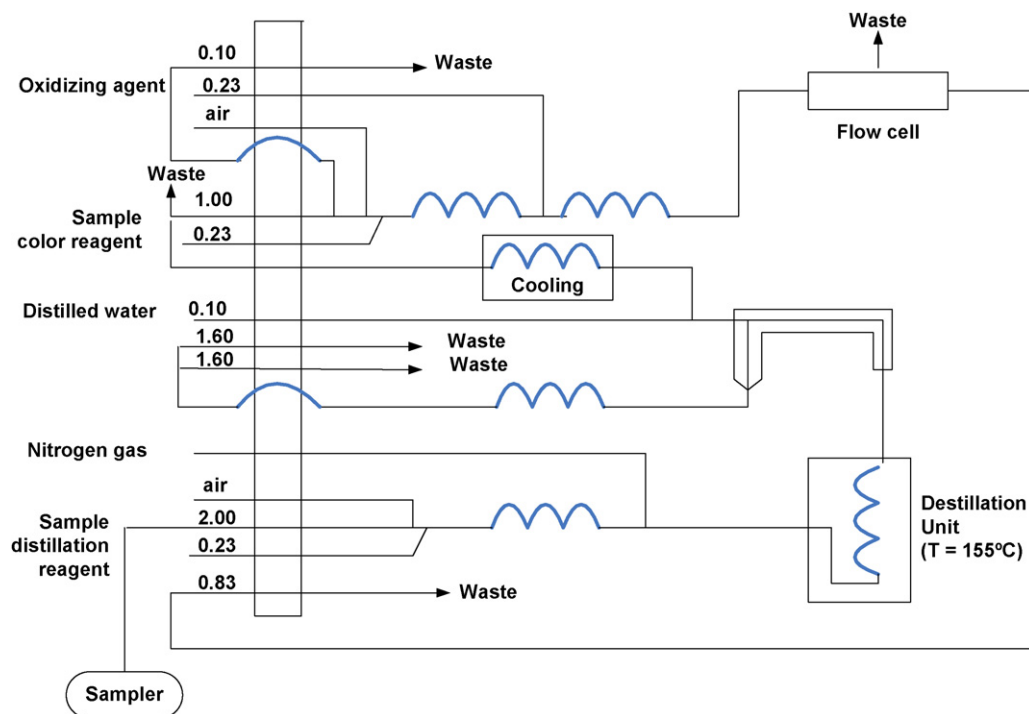 0.10
Waste
Oxidizing agent
0.23
air
Waste
1.00
Sample
color reagent
0.23
Waste
Flow cell
Cooling
Distilled water
0.10
1.60
Waste
1.60
Waste
Nitrogen gas
air
Sample
distillation
reagent
2.00
0.23
0.83
Waste
Destillation
Unit
(T = 155ºC)
Sampler